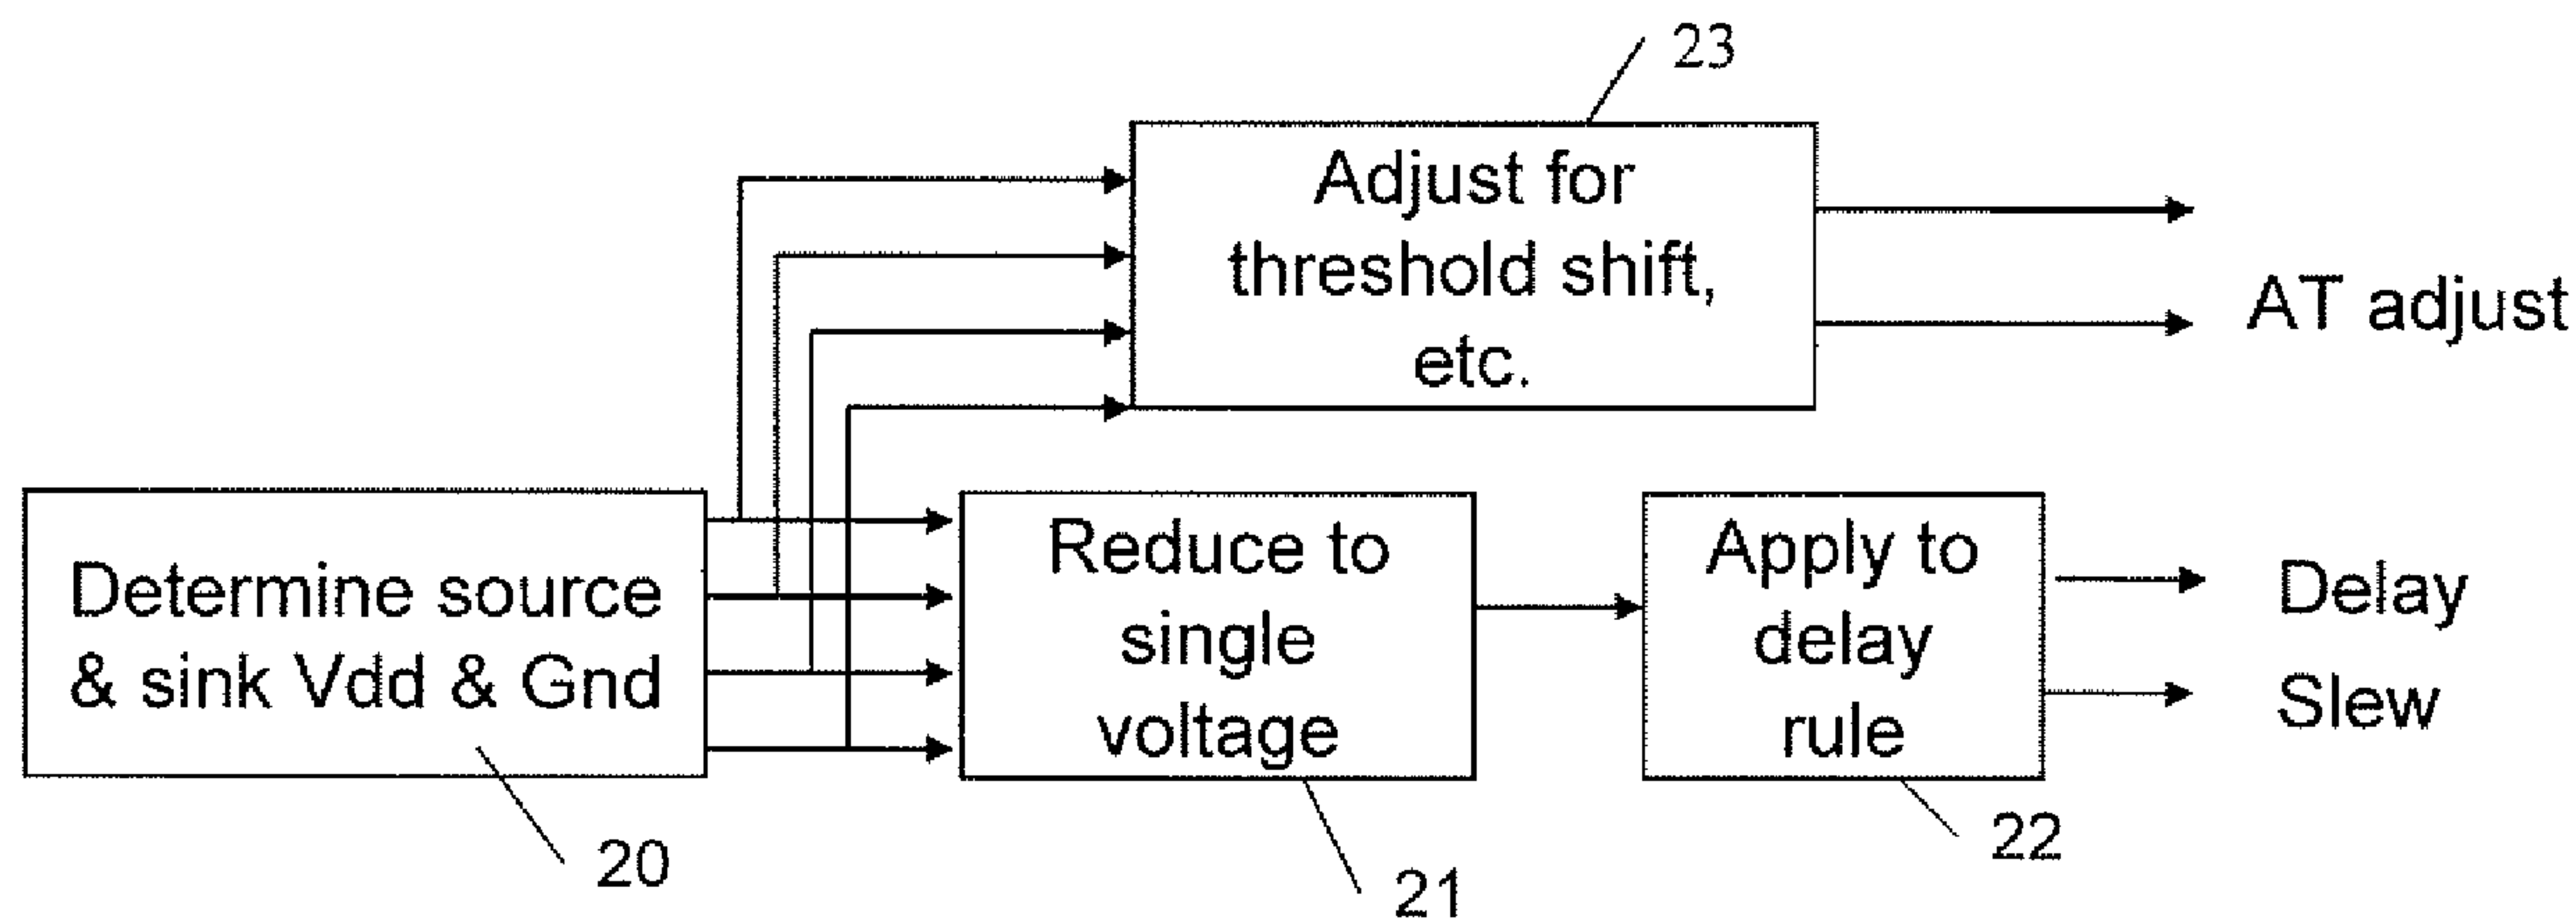 23
Adjust for
threshold shift,
etc.
AT adjust
Determine source
& sink Vdd & Gnd
20
Reduce to
single
voltage
21
Apply to
delay
rule
22
Delay
Slew